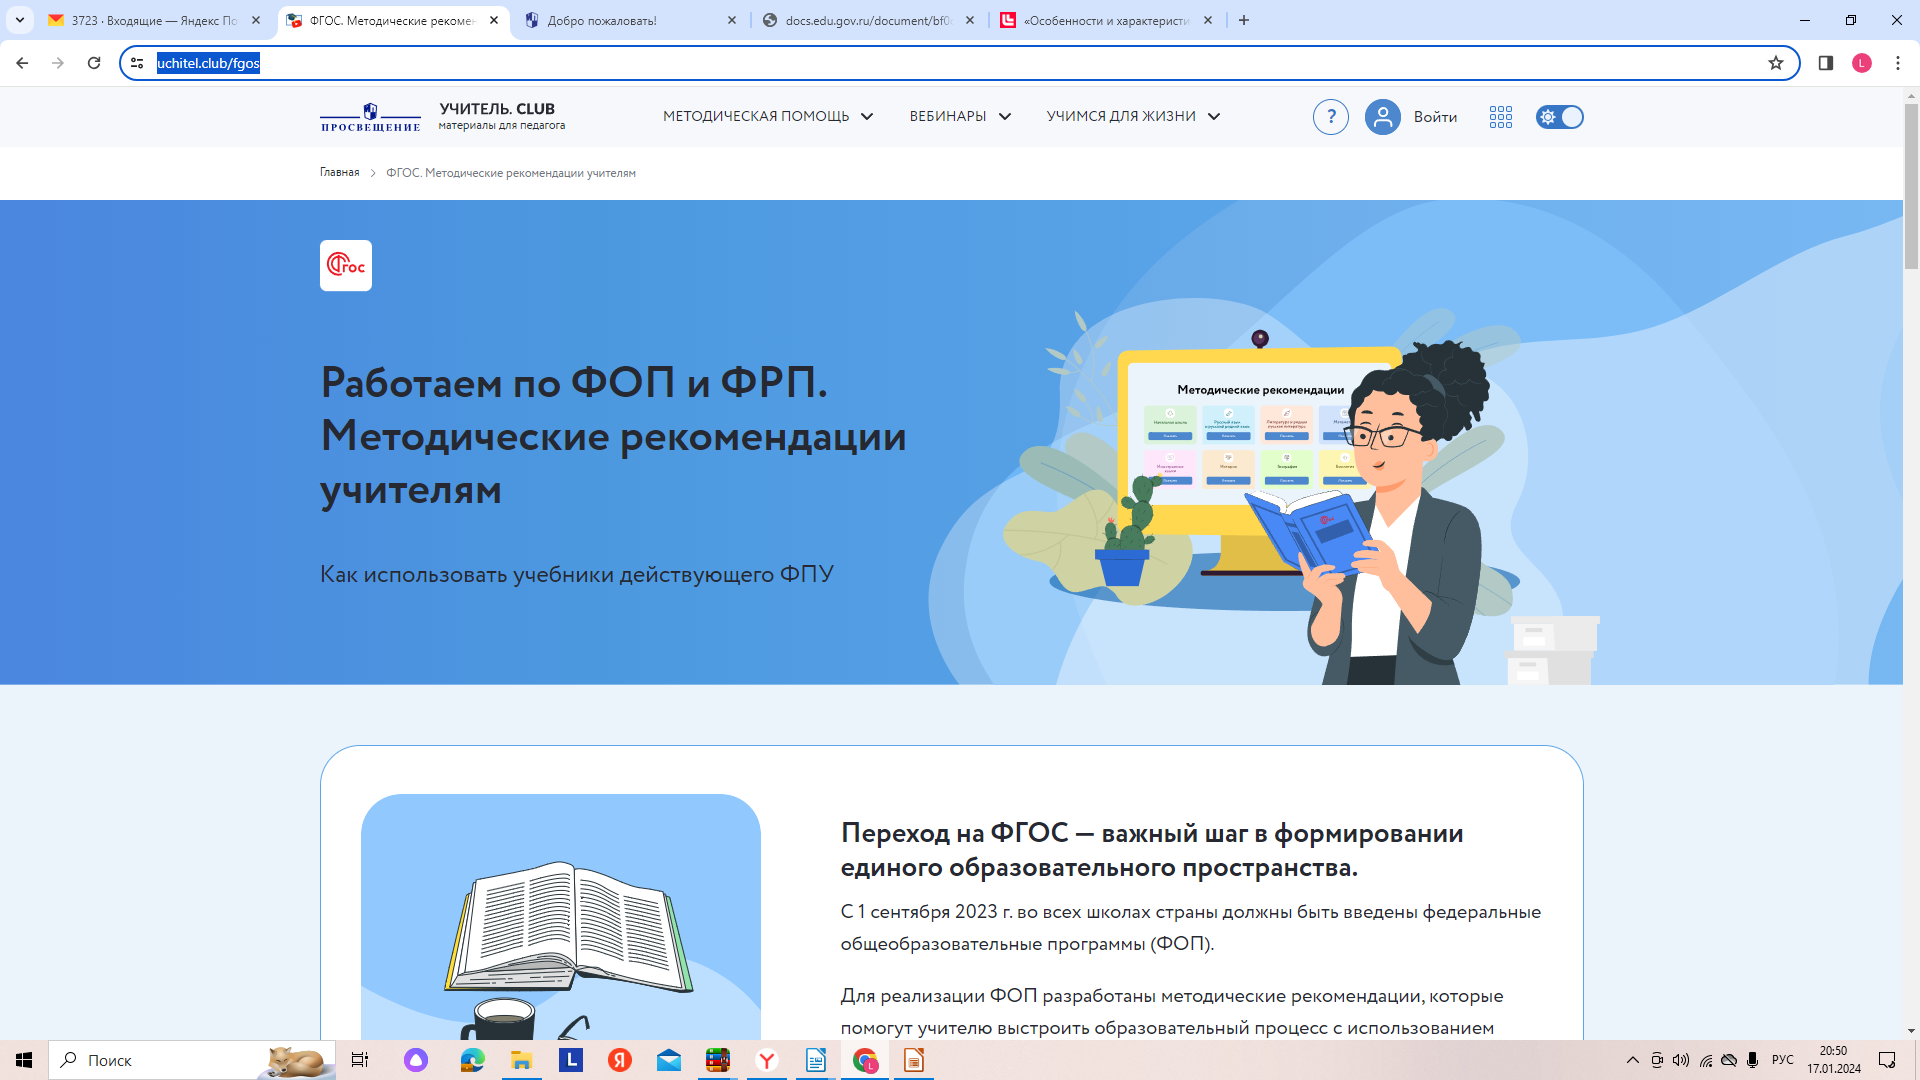 3723 · Входящие — Яндекс По
ФГОС. Методические рекомен
Добро пожаловать!
docs.edu.gov.ru/document/bf0
«Особенности и характеристи
uchitel.club/fgos
L
ПРОСВЕЩЕНИЕ
УЧИТЕЛЬ. CLUB
материалы для педагога
МЕТОДИЧЕСКАЯ ПОМОЩЬ
ВЕБИНАРЫ
УЧИМСЯ ДЛЯ ЖИЗНИ
?
Войти
Главная
ФГОС. Методические рекомендации учителям
Фгос
Работаем по ФОП и ФРП.
Методические рекомендации
учителям
Как использовать учебники действующего ФПУ
Методические рекомендации
Переход на ФГОС — важный шаг в формировании
единого образовательного пространства.
С 1 сентября 2023 г. во всех школах страны должны быть введены федеральные
общеобразовательные программы (ФОП).
Для реализации ФОП разработаны методические рекомендации, которые
помогут учителю выстроить образовательный процесс с использованием
Поиск
L
Я
РУС
20:50
17.01.2024